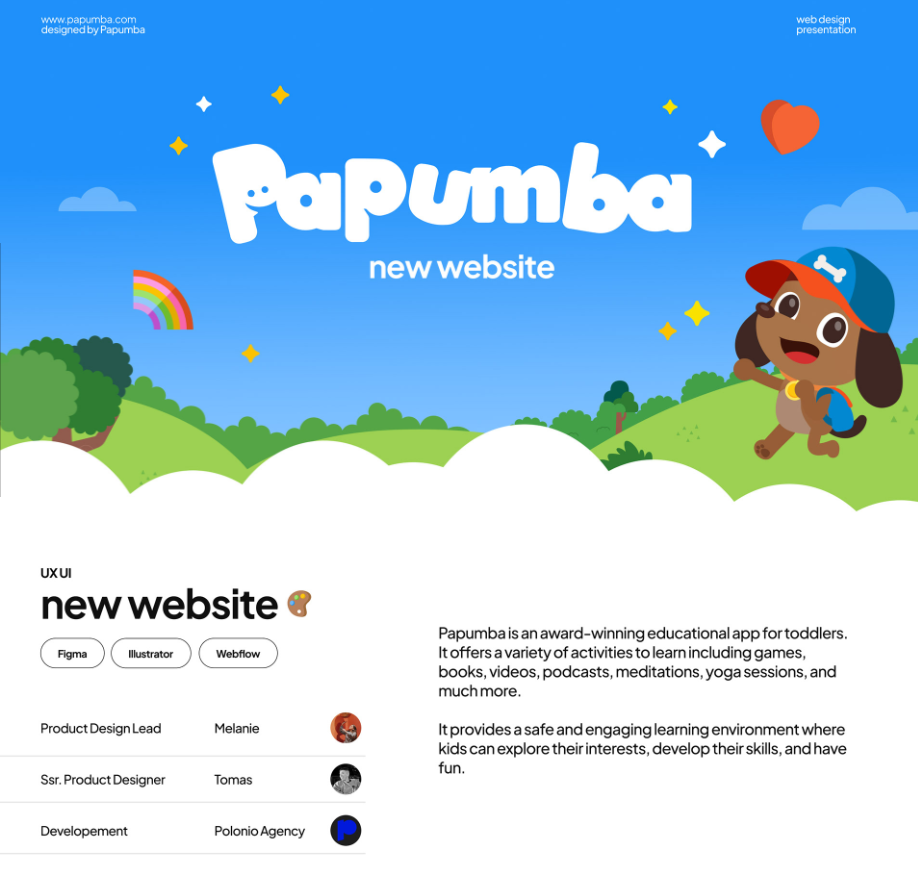 www.papumba.com
designed by Papumba
web design
presentation
Papumba
new website
UX UI
new website
Figma
Illustrator
Webflow
Product Design Lead
Melanie
Ssr. Product Designer
Tomas
Developement
Polonio Agency
Papumba is an award-winning educational app for toddlers.
It offers a variety of activities to learn including games,
books, videos, podcasts, meditations, yoga sessions, and
much more.
It provides a safe and engaging learning environment where
kids can explore their interests, develop their skills, and have
fun.